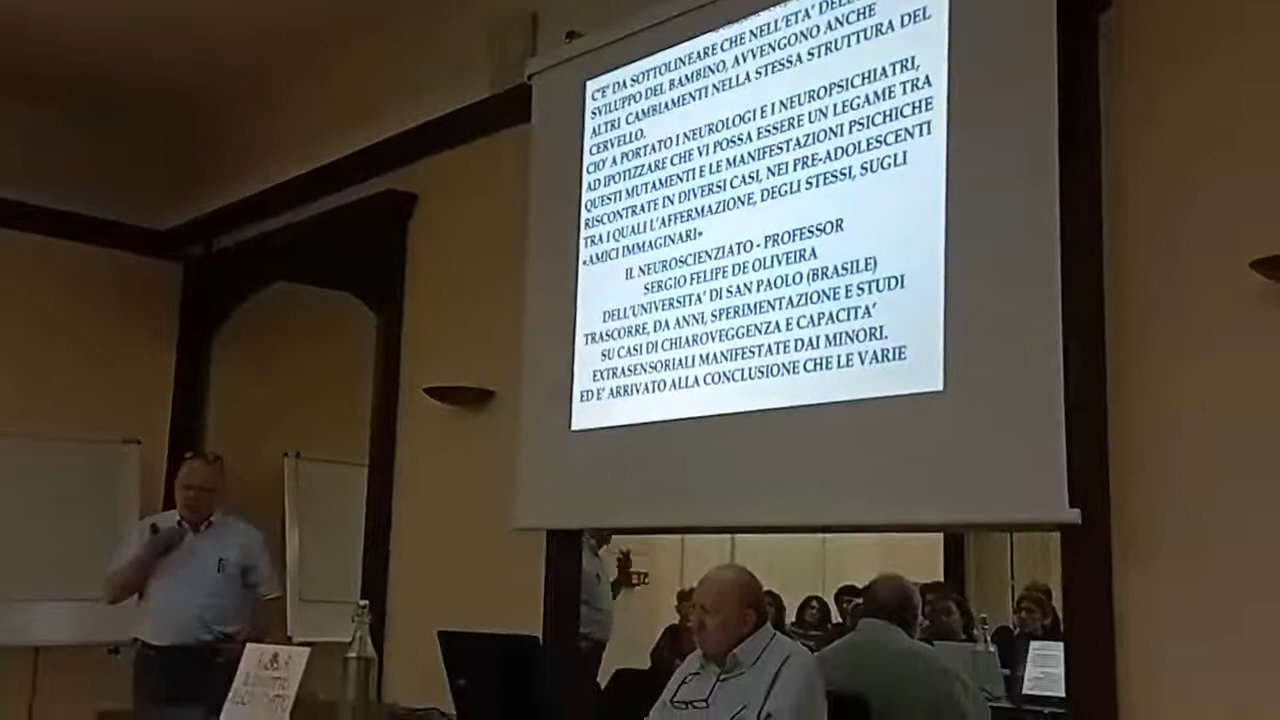 C'E' DA SOTTOLINEARE CHE NELL'ETA' DELLO
SVILUPPO DEL BAMBINO, AVVENGONO ANCHE
ALTRI CAMBIAMENTI NELLA STESSA STRUTTURA DEL
CERVELLO.
CIO' A PORTATO I NEUROLOGI E I NEUROPSICHIATRI,
AD IPOTIZZARE CHE VI POSSA ESSERE UN LEGAME TRA
QUESTI MUTAMENTI E LE MANIFESTAZIONI PSICHICHE
RISCONTRATE IN DIVERSI CASI, NEI PRE-ADOLESCENTI
TRA I QUALI L'AFFERMAZIONE, DEGLI STESSI, SUGLI
«AMICI IMMAGINARI»
IL NEUROSCIENZIATO - PROFESSOR
SERGIO FELIPE DE OLIVEIRA
DELL'UNIVERSITA' DI SAN PAOLO (BRASILE)
TRASCORRE, DA ANNI, SPERIMENTAZIONE E STUDI
SU CASI DI CHIAROVEGGENZA E CAPACITA'
EXTRASENSORIALI MANIFESTATE DAI MINORI.
ED E' ARRIVATO ALLA CONCLUSIONE CHE LE VARIE